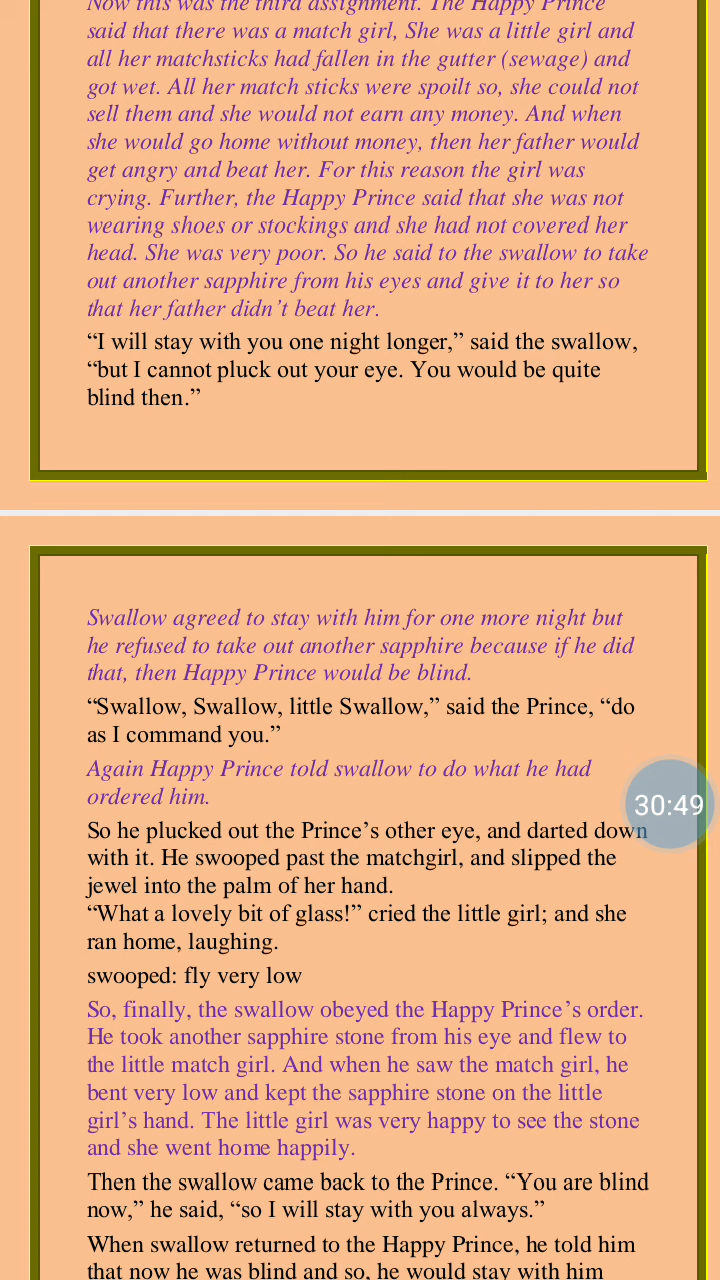 Now this was the third assignment. The Happy Prince
said that there was a match girl, She was a little girl and
all her matchsticks had fallen in the gutter (sewage) and
got wet. All her match sticks were spoilt so, she could not
sell them and she would not earn any money. And when
she would go home without money, then her father would
get angry and beat her. For this reason the girl was
crying. Further, the Happy Prince said that she was not
wearing shoes or stockings and she had not covered her
head. She was very poor. So he said to the swallow to take
out another sapphire from his eyes and give it to her so
that her father didn’t beat her.
“I will stay with you one night longer,” said the swallow,
“but I cannot pluck out your eye. You would be quite
blind then.”
Swallow agreed to stay with him for one more night but
he refused to take out another sapphire because if he did
that, then Happy Prince would be blind.
“Swallow, Swallow, little Swallow,” said the Prince, “do
as I command you.”
Again Happy Prince told swallow to do what he had
ordered him.
30:49
So he plucked out the Prince’s other eye, and darted down
with it. He swooped past the matchgirl, and slipped the
jewel into the palm of her hand.
“What a lovely bit of glass!” cried the little girl; and she
ran home, laughing.
swooped: fly very low
So, finally, the swallow obeyed the Happy Prince’s order.
He took another sapphire stone from his eye and flew to
the little match girl. And when he saw the match girl, he
bent very low and kept the sapphire stone on the little
girl’s hand. The little girl was very happy to see the stone
and she went home happily.
Then the swallow came back to the Prince. “You are blind
now,” he said, “so I will stay with you always.”
When swallow returned to the Happy Prince, he told him
that now he was blind and so, he would stay with him